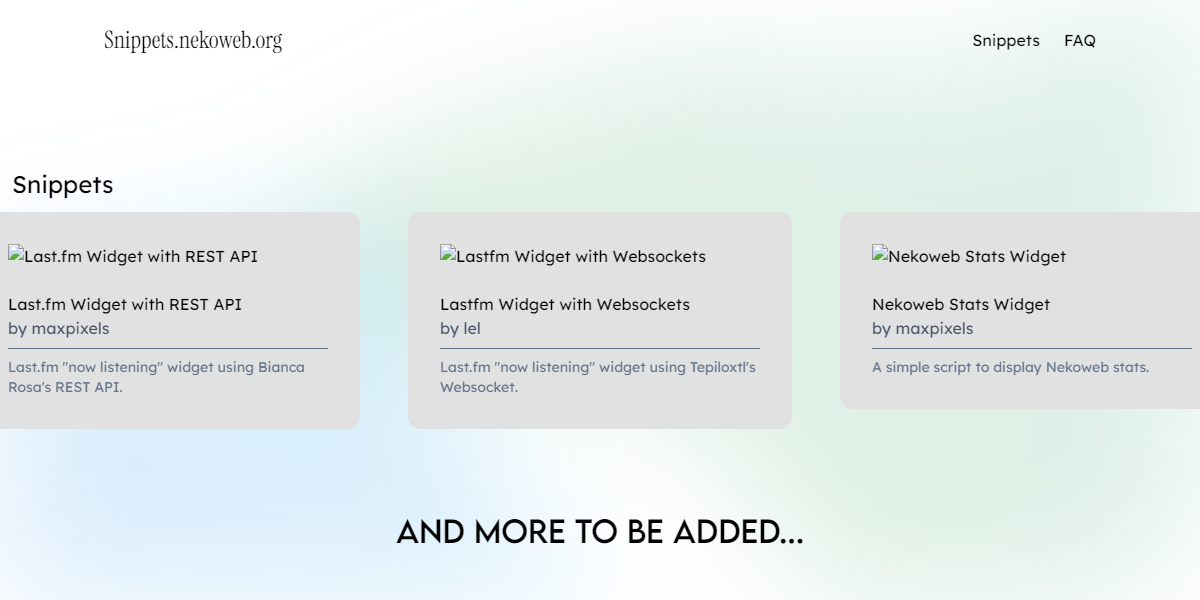 Snippets.nekoweb.org
Snippets FAQ
Snippets
Last.fm Widget with REST API
Last.fm Widget with REST API
by maxpixels
Last.fm "now listening" widget using Bianca
Rosa's REST API.
Lastfm Widget with Websockets
Lastfm Widget with Websockets
by lel
Last.fm "now listening" widget using Tepiloxtl's
Websocket.
Nekoweb Stats Widget
Nekoweb Stats Widget
by maxpixels
A simple script to display Nekoweb stats.
AND MORE TO BE ADDED...